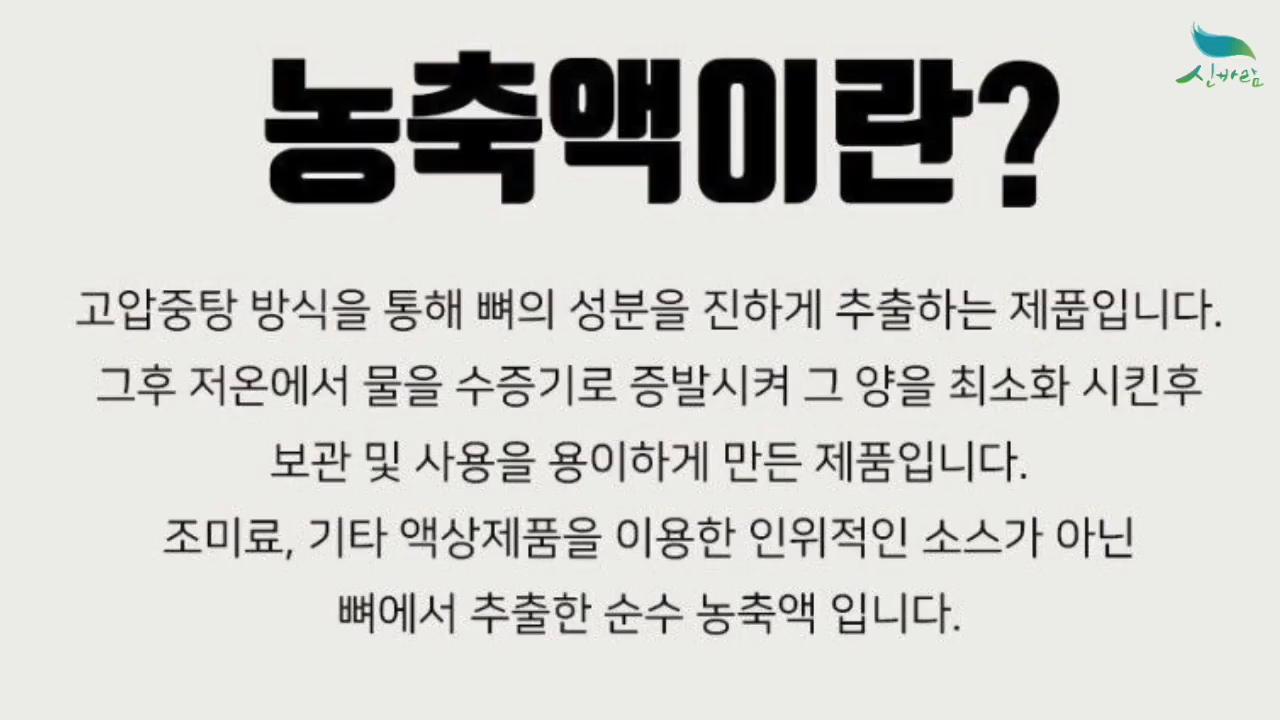 신바람
농축액이란?
고압중탕 방식을 통해 뼈의 성분을 진하게 추출하는 제품입니다.
그후 저온에서 물을 수증기로 증발시켜 그 양을 최소화 시킨후
보관 및 사용을 용이하게 만든 제품입니다.
조미료, 기타 액상제품을 이용한 인위적인 소스가 아닌
뼈에서 추출한 순수 농축액 입니다.